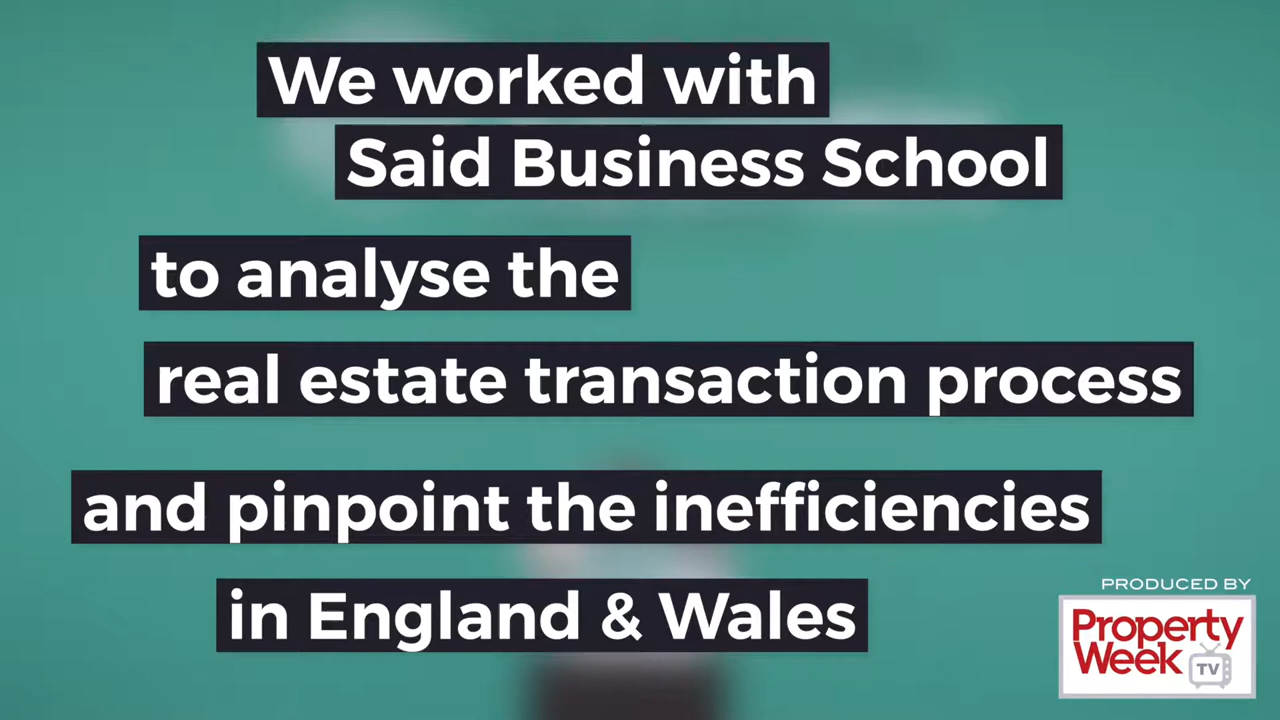 We worked with
Said Business School
to analyse the
real estate transaction process
and pinpoint the inefficiencies
in England & Wales
PRODUCED BY
Property
Week
TV